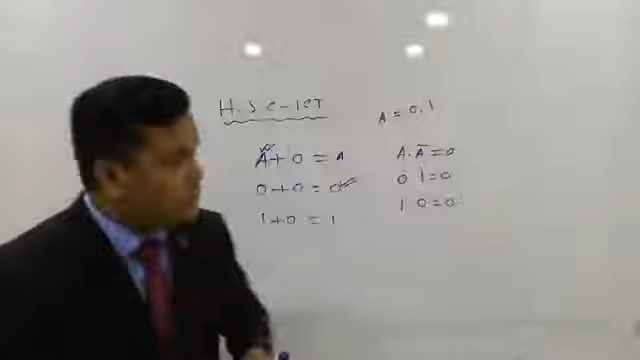 H.S C-ICT
A + 0 = A
0 + 0 = 0
1 + 0 = 1
A = 0, 1
A . A̅ = 0
0 1 = 0
1 0 = 0